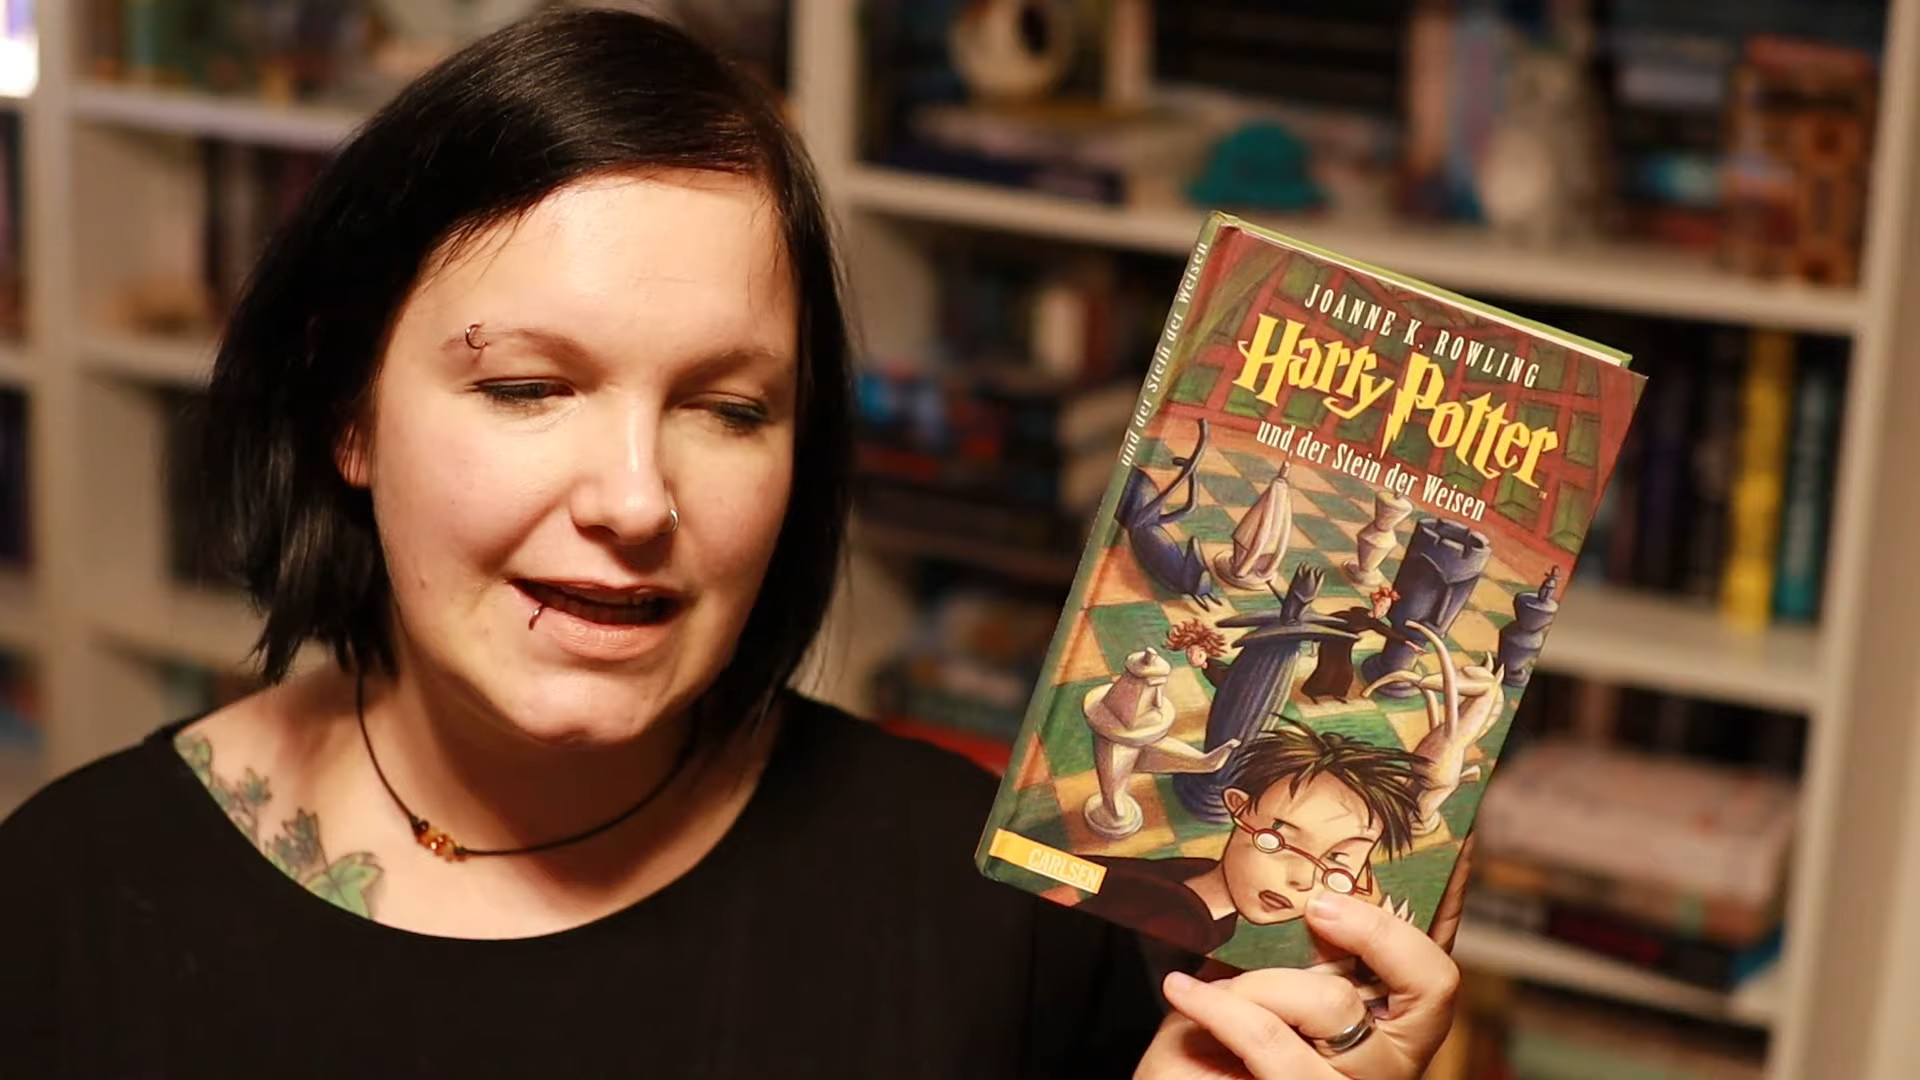 JOANNE K. ROWLING
Harry Potter
und der Stein der Weisen
und der Stein der Weisen
CARLSEN